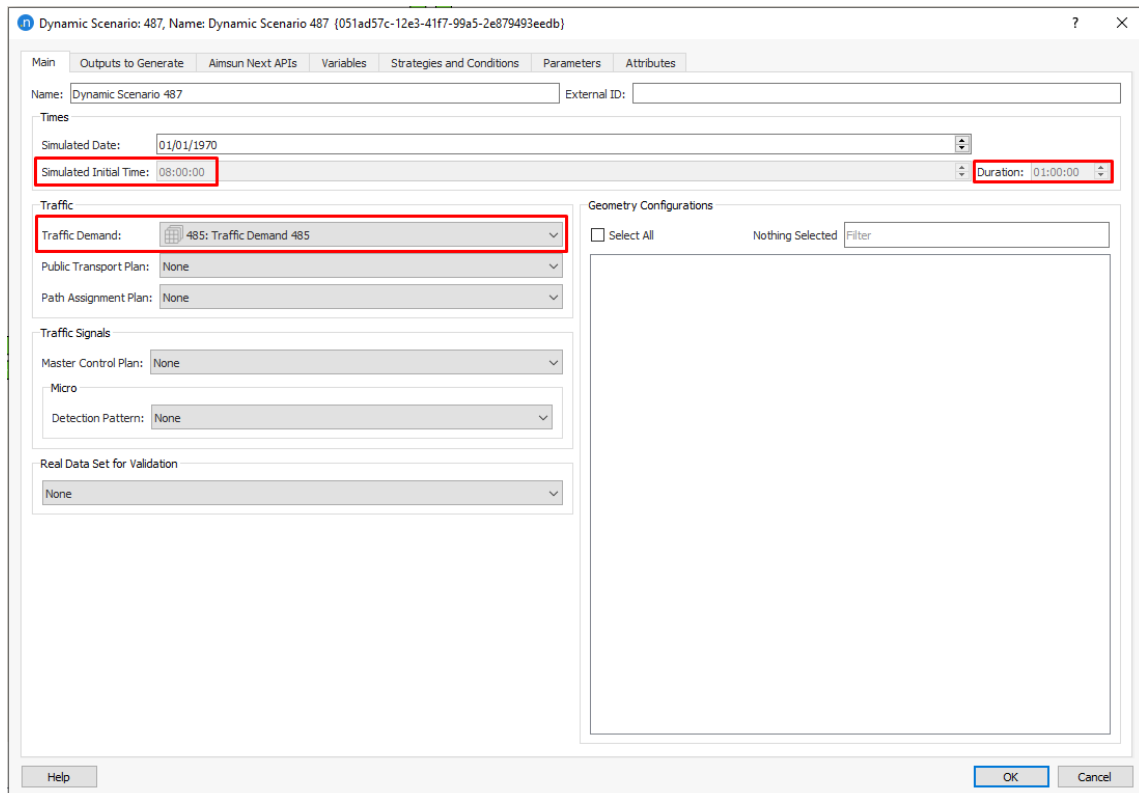 .n Dynamic Scenario: 487, Name: Dynamic Scenario 487 {051ad57c-12e3-41f7-99a5-2e879493eedb} ?
Main Outputs to Generate Aimsun Next APIs Variables Strategies and Conditions Parameters Attributes
Name: Dynamic Scenario 487 External ID:
Times
Simulated Date: 01/01/1970
Simulated Initial Time: 08:00:00 Duration: 01:00:00
Traffic
Traffic Demand: 485: Traffic Demand 485
Public Transport Plan: None
Path Assignment Plan: None
Geometry Configurations
Select All Nothing Selected Filter
Traffic Signals
Master Control Plan: None
Micro
Detection Pattern: None
Real Data Set for Validation
None
Help OK Cancel